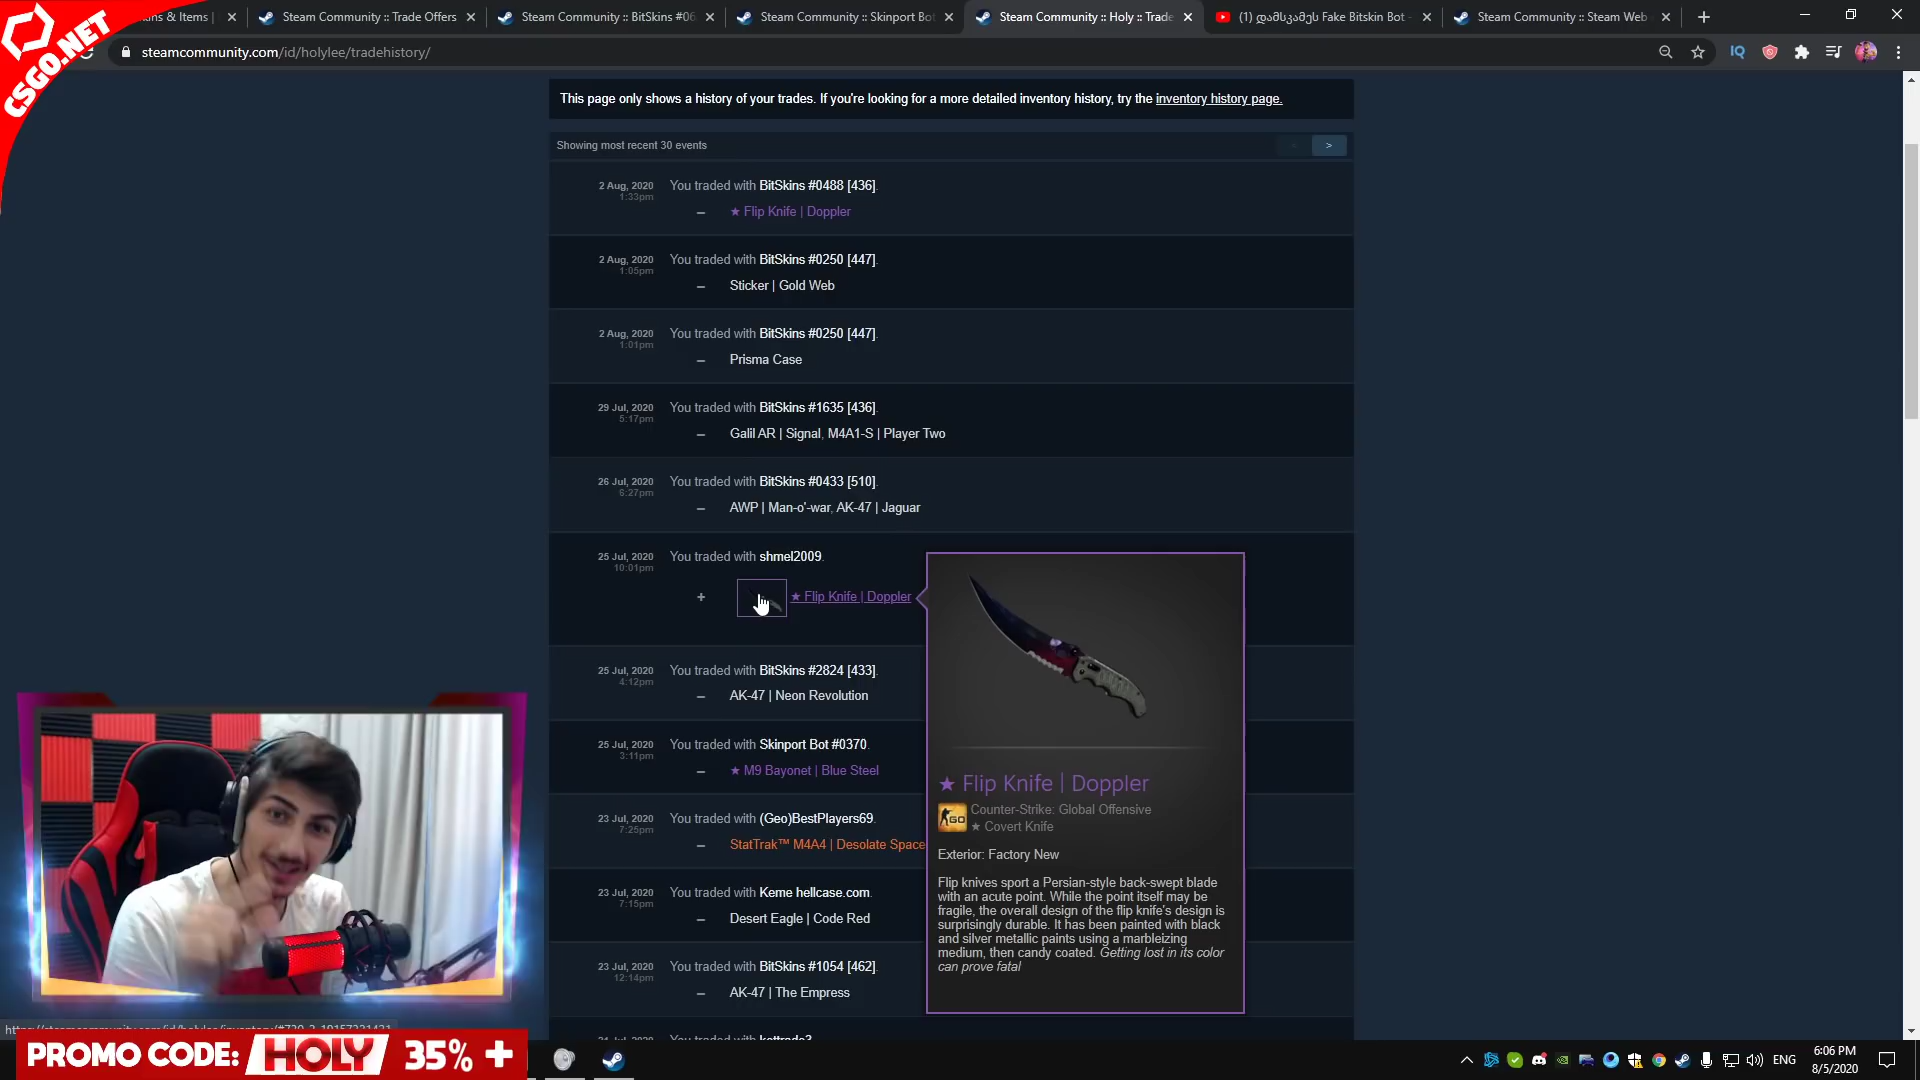 ins & Items |
Steam Community :: Trade Offers
Steam Community :: BitSkins #06
Steam Community :: Skinport Bot
Steam Community :: Holy :: Trade
(1) დამსკამეს Fake Bitskin Bot -
Steam Community :: Steam Web
steamcommunity.com/id/holylee/tradehistory/
IQ
CSGO.NET
This page only shows a history of your trades. If you're looking for a more detailed inventory history, try the inventory history page.
Showing most recent 30 events
<
>
2 Aug, 2020
1:33pm
You traded with BitSkins #0488 [436].
– ★ Flip Knife | Doppler
2 Aug, 2020
1:05pm
You traded with BitSkins #0250 [447].
– Sticker | Gold Web
2 Aug, 2020
1:01pm
You traded with BitSkins #0250 [447].
– Prisma Case
29 Jul, 2020
5:17pm
You traded with BitSkins #1635 [436].
– Galil AR | Signal, M4A1-S | Player Two
26 Jul, 2020
6:27pm
You traded with BitSkins #0433 [510].
– AWP | Man-o'-war, AK-47 | Jaguar
25 Jul, 2020
10:01pm
You traded with shmel2009.
+ ★ Flip Knife | Doppler
25 Jul, 2020
4:12pm
You traded with BitSkins #2824 [433].
– AK-47 | Neon Revolution
25 Jul, 2020
3:11pm
You traded with Skinport Bot #0370.
– ★ M9 Bayonet | Blue Steel
23 Jul, 2020
7:25pm
You traded with (Geo)BestPlayers69.
– StatTrak™ M4A4 | Desolate Space
23 Jul, 2020
7:15pm
You traded with Keme hellcase.com.
– Desert Eagle | Code Red
23 Jul, 2020
12:14pm
You traded with BitSkins #1054 [462].
– AK-47 | The Empress
★ Flip Knife | Doppler
GO
Counter-Strike: Global Offensive
★ Covert Knife
Exterior: Factory New
Flip knives sport a Persian-style back-swept blade
with an acute point. While the point itself may be
fragile, the overall design of the flip knife's design is
surprisingly durable. It has been painted with black
and silver metallic paints using a marbleizing
medium, then candy coated. Getting lost in its color
can prove fatal
PROMO CODE: HOLY 35% +
ENG
6:06 PM
8/5/2020